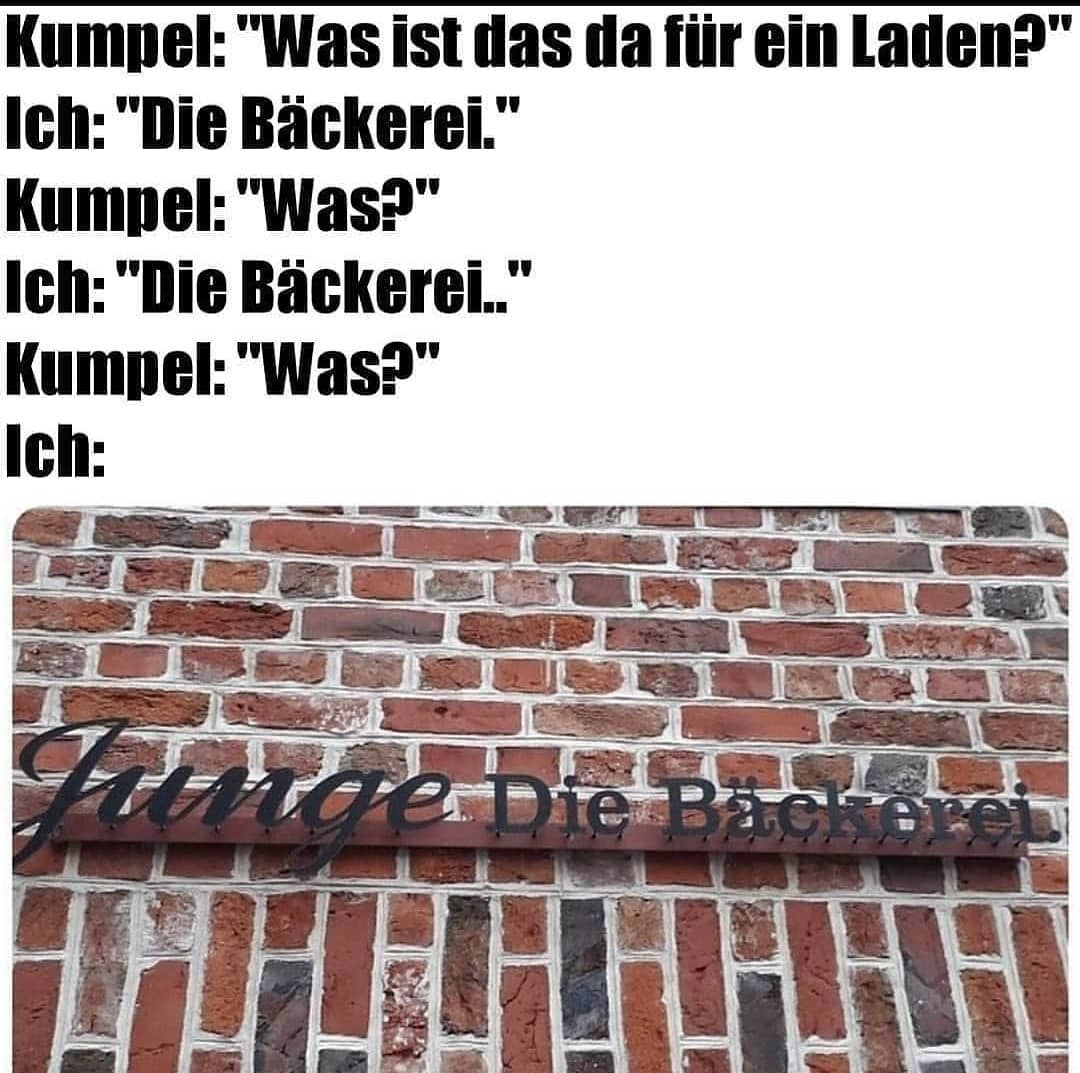 Kumpel: "Was ist das da für ein Laden?"
Ich: "Die Bäckerei."
Kumpel: "Was?"
Ich: "Die Bäckerei.."
Kumpel: "Was?"
Ich:
Junge Die Bäckerei.